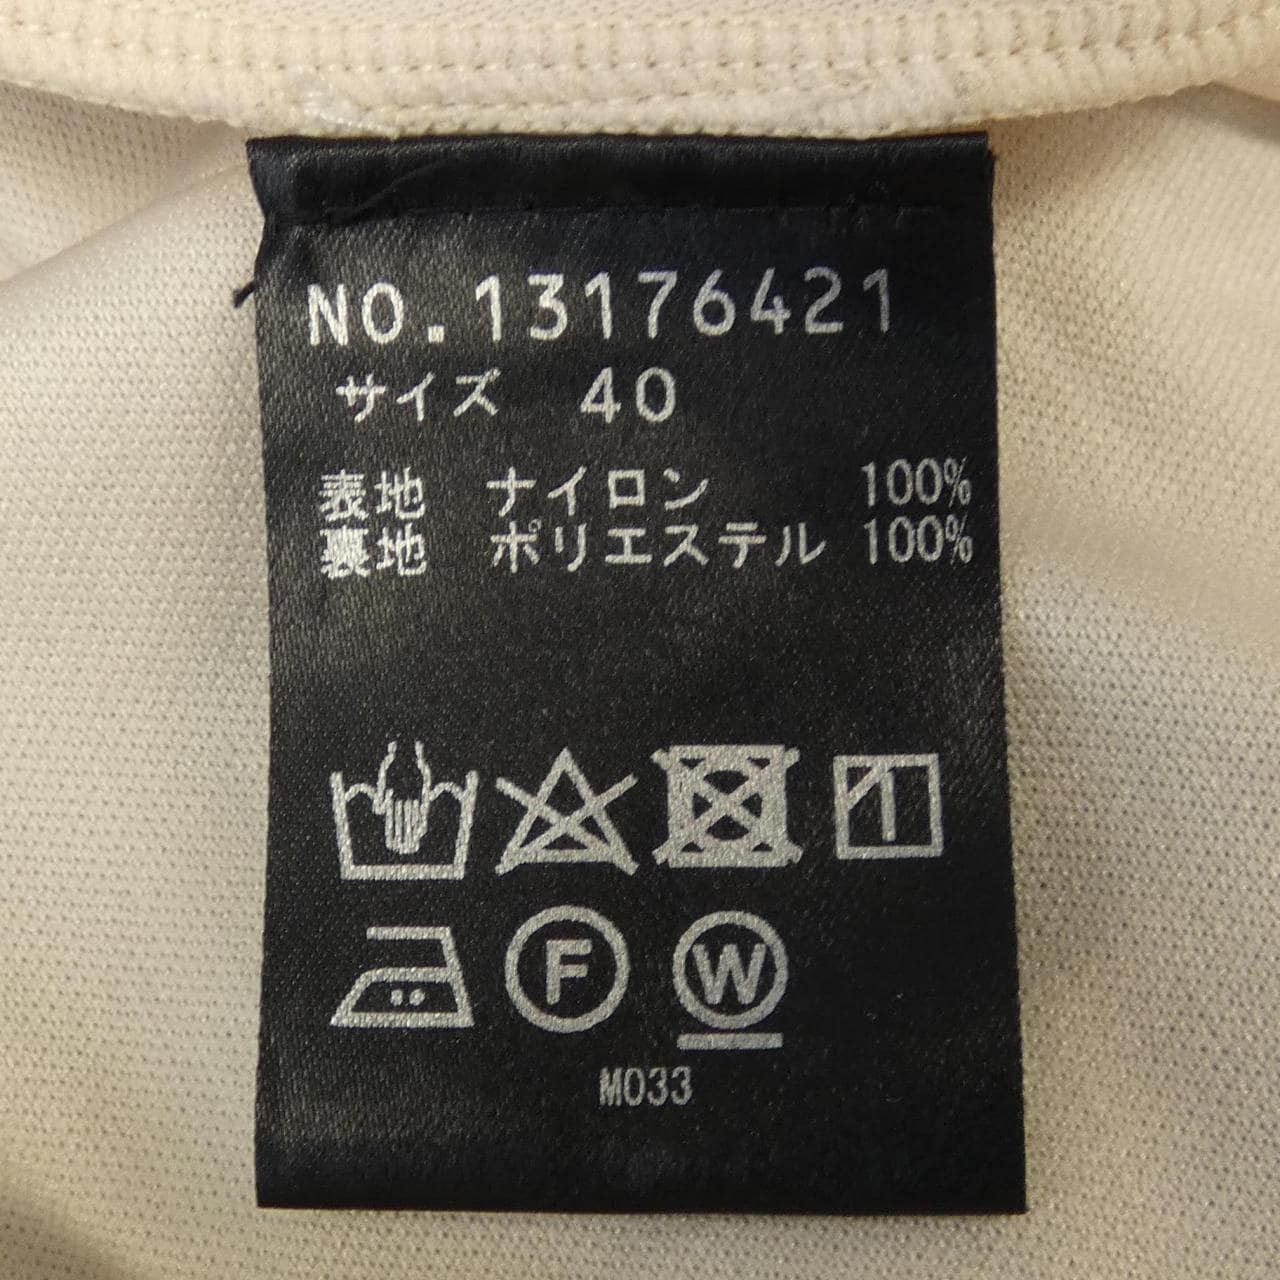 NO.13176421
サイズ 40
表地 ナイロン 100%
裏地 ポリエステル 100%
F W
M033